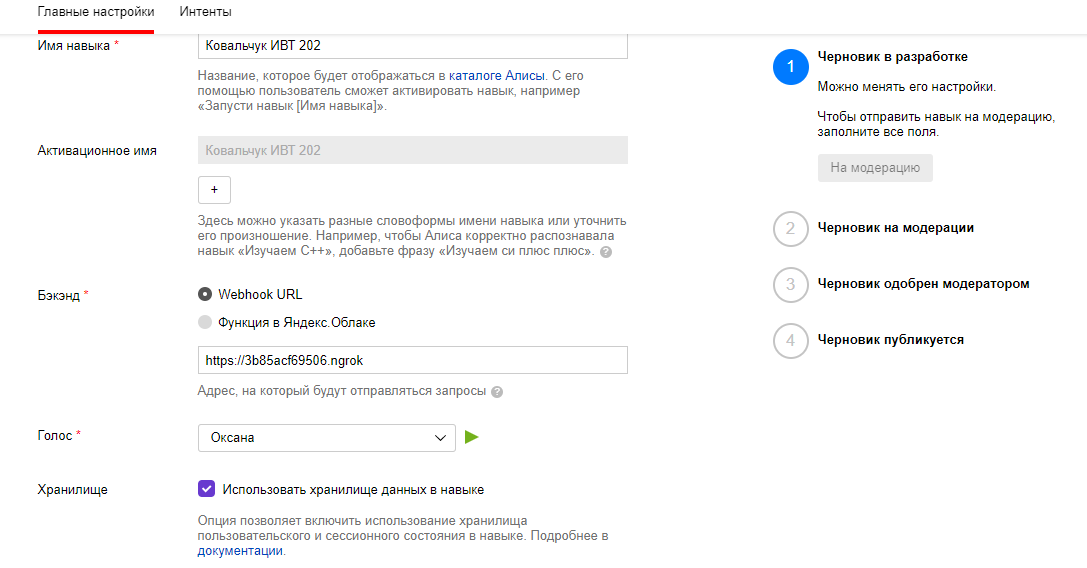 Главные настройки Интенты
Имя навыка *
Ковальчук ИВТ 202
Название, которое будет отображаться в каталоге Алисы. С его
помощью пользователь сможет активировать навык, например
«Запусти навык [Имя навыка]».
Активационное имя
Ковальчук ИВТ 202
+
Здесь можно указать разные словоформы имени навыка или уточнить
его произношение. Например, чтобы Алиса корректно распознавала
навык «Изучаем C++», добавьте фразу «Изучаем си плюс плюс». ?
Бэкэнд *
Webhook URL
Функция в Яндекс.Облаке
https://3b85acf69506.ngrok
Адрес, на который будут отправляться запросы ?
Голос *
Оксана
Хранилище
Использовать хранилище данных в навыке
Опция позволяет включить использование хранилища
пользовательского и сессионного состояния в навыке. Подробнее в
документации.
1
Черновик в разработке
Можно менять его настройки.
Чтобы отправить навык на модерацию,
заполните все поля.
На модерацию
2
Черновик на модерации
3
Черновик одобрен модератором
4
Черновик публикуется